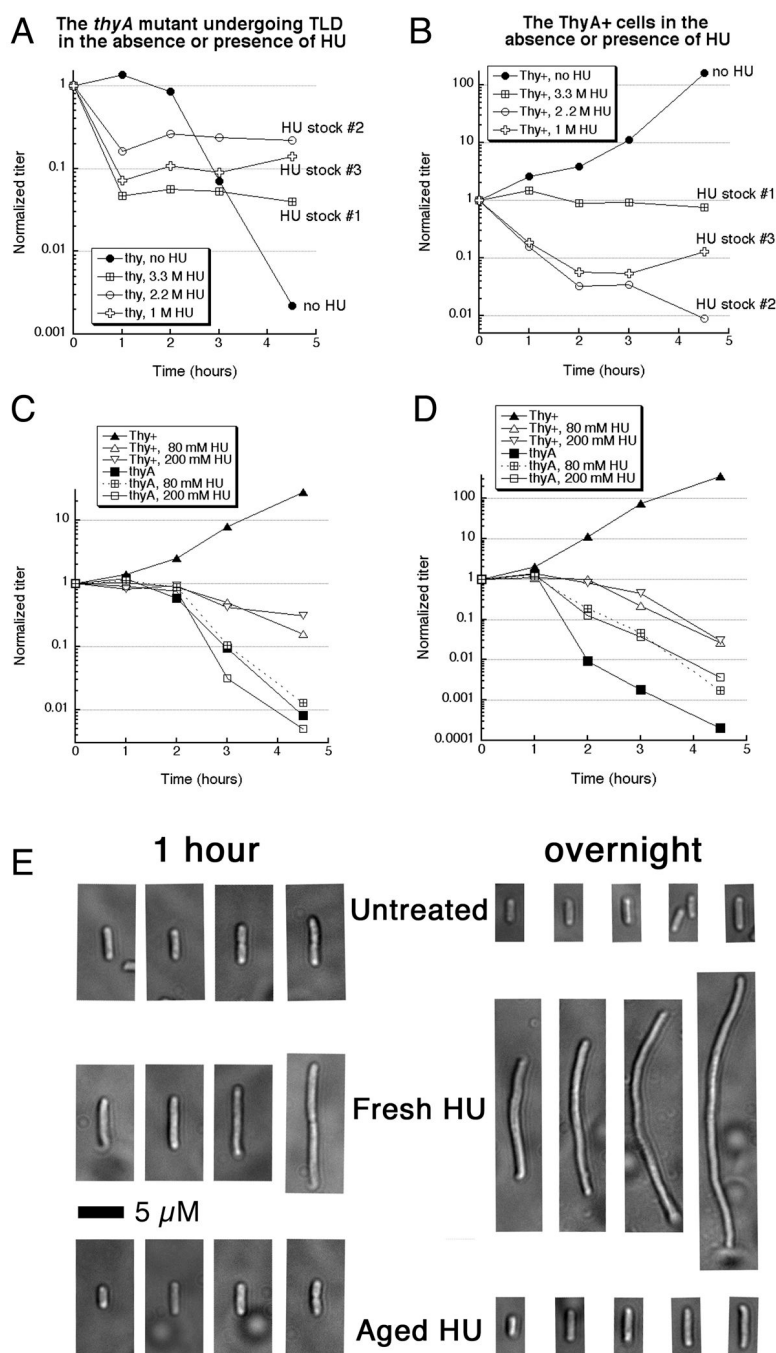 A
The thyA mutant undergoing TLD
in the absence or presence of HU
1
0.1
0.01
0.001
Normalized titer
HU stock #2
HU stock #3
HU stock #1
no HU
thy, no HU
thy, 3.3 M HU
thy, 2.2 M HU
thy, 1 M HU
0 1 2 3 4 5
Time (hours)
B
The ThyA+ cells in the
absence or presence of HU
Thy+, no HU
Thy+, 3.3 M HU
Thy+, 2.2 M HU
Thy+, 1 M HU
100
10
1
0.1
0.01
Normalized titer
no HU
HU stock #1
HU stock #3
HU stock #2
0 1 2 3 4 5
Time (hours)
C
Thy+
Thy+, 80 mM HU
Thy+, 200 mM HU
thyA
thyA, 80 mM HU
thyA, 200 mM HU
10
1
0.1
0.01
Normalized titer
0 1 2 3 4 5
Time (hours)
D
Thy+
Thy+, 80 mM HU
Thy+, 200 mM HU
thyA
thyA, 80 mM HU
thyA, 200 mM HU
100
10
1
0.1
0.01
0.001
0.0001
Normalized titer
0 1 2 3 4 5
Time (hours)
E
1 hour
overnight
Untreated
Fresh HU
5 µM
Aged HU